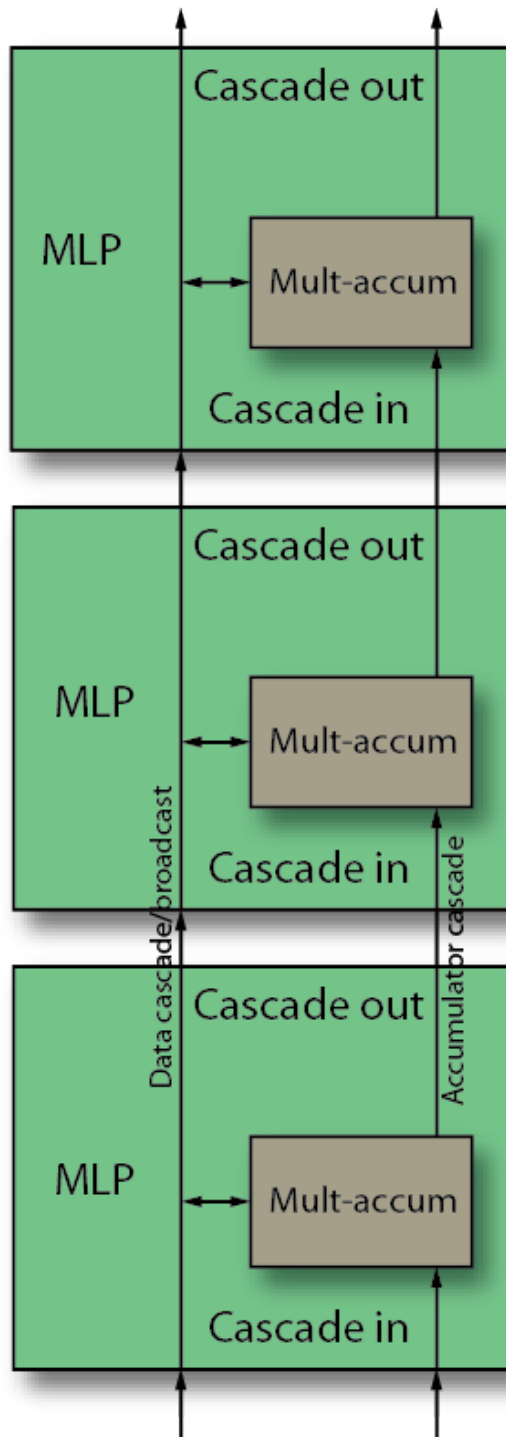 Cascade out
MLP
Mult-accum
Cascade in
Cascade out
MLP
Mult-accum
Cascade in
Data cascade/broadcast
Accumulator cascade
Cascade out
MLP
Mult-accum
Cascade in